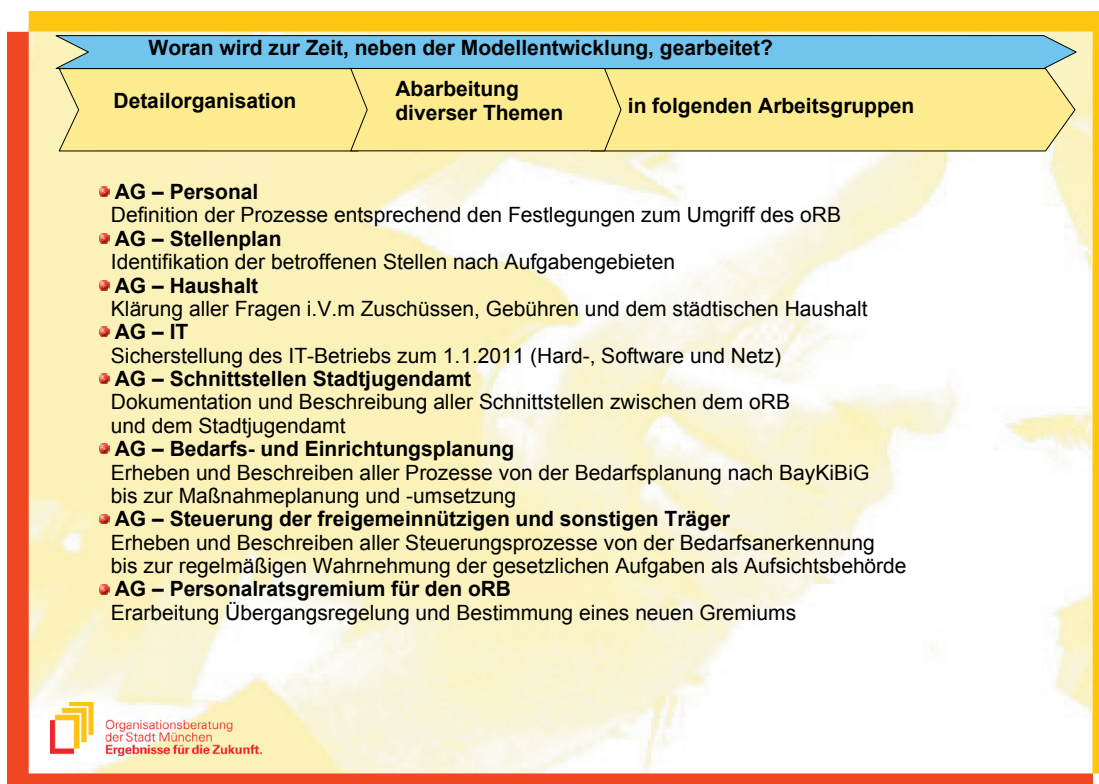 Woran wird zur Zeit, neben der Modellentwicklung, gearbeitet?
Detailorganisation
Abarbeitung
diverser Themen
in folgenden Arbeitsgruppen
AG – Personal
Definition der Prozesse entsprechend den Festlegungen zum Umgriff des oRB
AG – Stellenplan
Identifikation der betroffenen Stellen nach Aufgabengebieten
AG – Haushalt
Klärung aller Fragen i.V.m Zuschüssen, Gebühren und dem städtischen Haushalt
AG – IT
Sicherstellung des IT-Betriebs zum 1.1.2011 (Hard-, Software und Netz)
AG – Schnittstellen Stadtjugendamt
Dokumentation und Beschreibung aller Schnittstellen zwischen dem oRB
und dem Stadtjugendamt
AG – Bedarfs- und Einrichtungsplanung
Erheben und Beschreiben aller Prozesse von der Bedarfsplanung nach BayKiBiG
bis zur Maßnahmeplanung und -umsetzung
AG – Steuerung der freigemeinnützigen und sonstigen Träger
Erheben und Beschreiben aller Steuerungsprozesse von der Bedarfsanerkennung
bis zur regelmäßigen Wahrnehmung der gesetzlichen Aufgaben als Aufsichtsbehörde
AG – Personalratsgremium für den oRB
Erarbeitung Übergangsregelung und Bestimmung eines neuen Gremiums
Organisationsberatung
der Stadt München
Ergebnisse für die Zukunft.